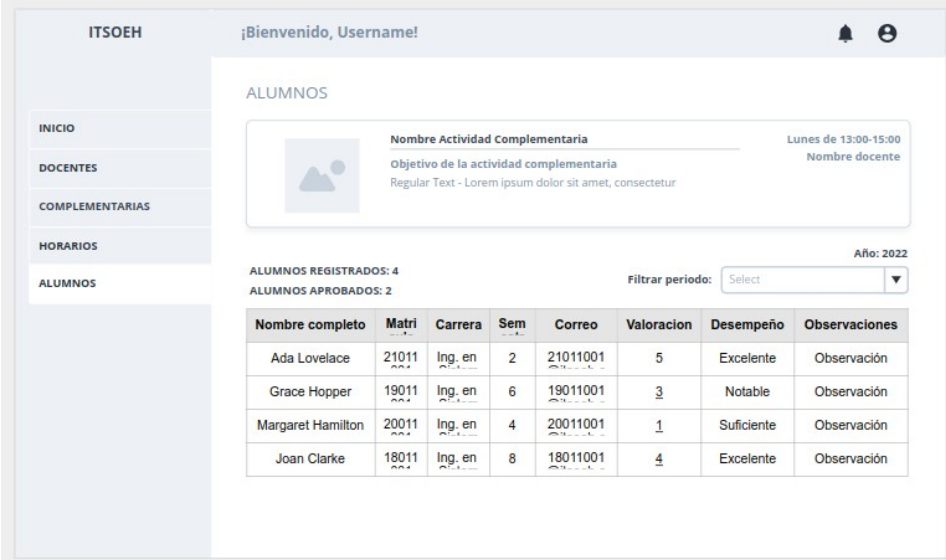 ITSOEH
¡Bienvenido, Username!
INICIO
DOCENTES
COMPLEMENTARIAS
HORARIOS
ALUMNOS
ALUMNOS
Nombre Actividad Complementaria
Objetivo de la actividad complementaria
Regular Text - Lorem ipsum dolor sit amet, consectetur
Lunes de 13:00-15:00
Nombre docente
Año: 2022
ALUMNOS REGISTRADOS: 4
ALUMNOS APROBADOS: 2
Filtrar periodo: Select
Nombre completo Matri Carrera Sem Correo Valoracion Desempeño Observaciones
Ada Lovelace 21011 Ing. en 2 21011001 5 Excelente Observación
Grace Hopper 19011 Ing. en 6 19011001 3 Notable Observación
Margaret Hamilton 20011 Ing. en 4 20011001 1 Suficiente Observación
Joan Clarke 18011 Ing. en 8 18011001 4 Excelente Observación